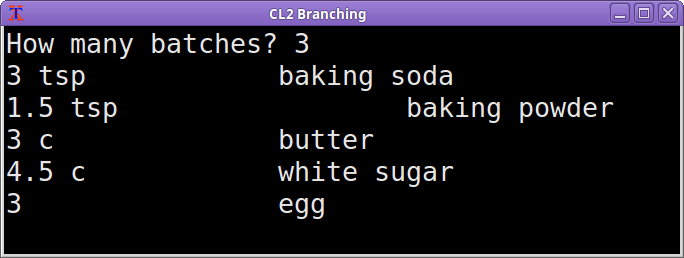 CL2 Branching
How many batches? 3
3 tsp            baking soda
1.5 tsp                  baking powder
3 c              butter
4.5 c            white sugar
3                egg